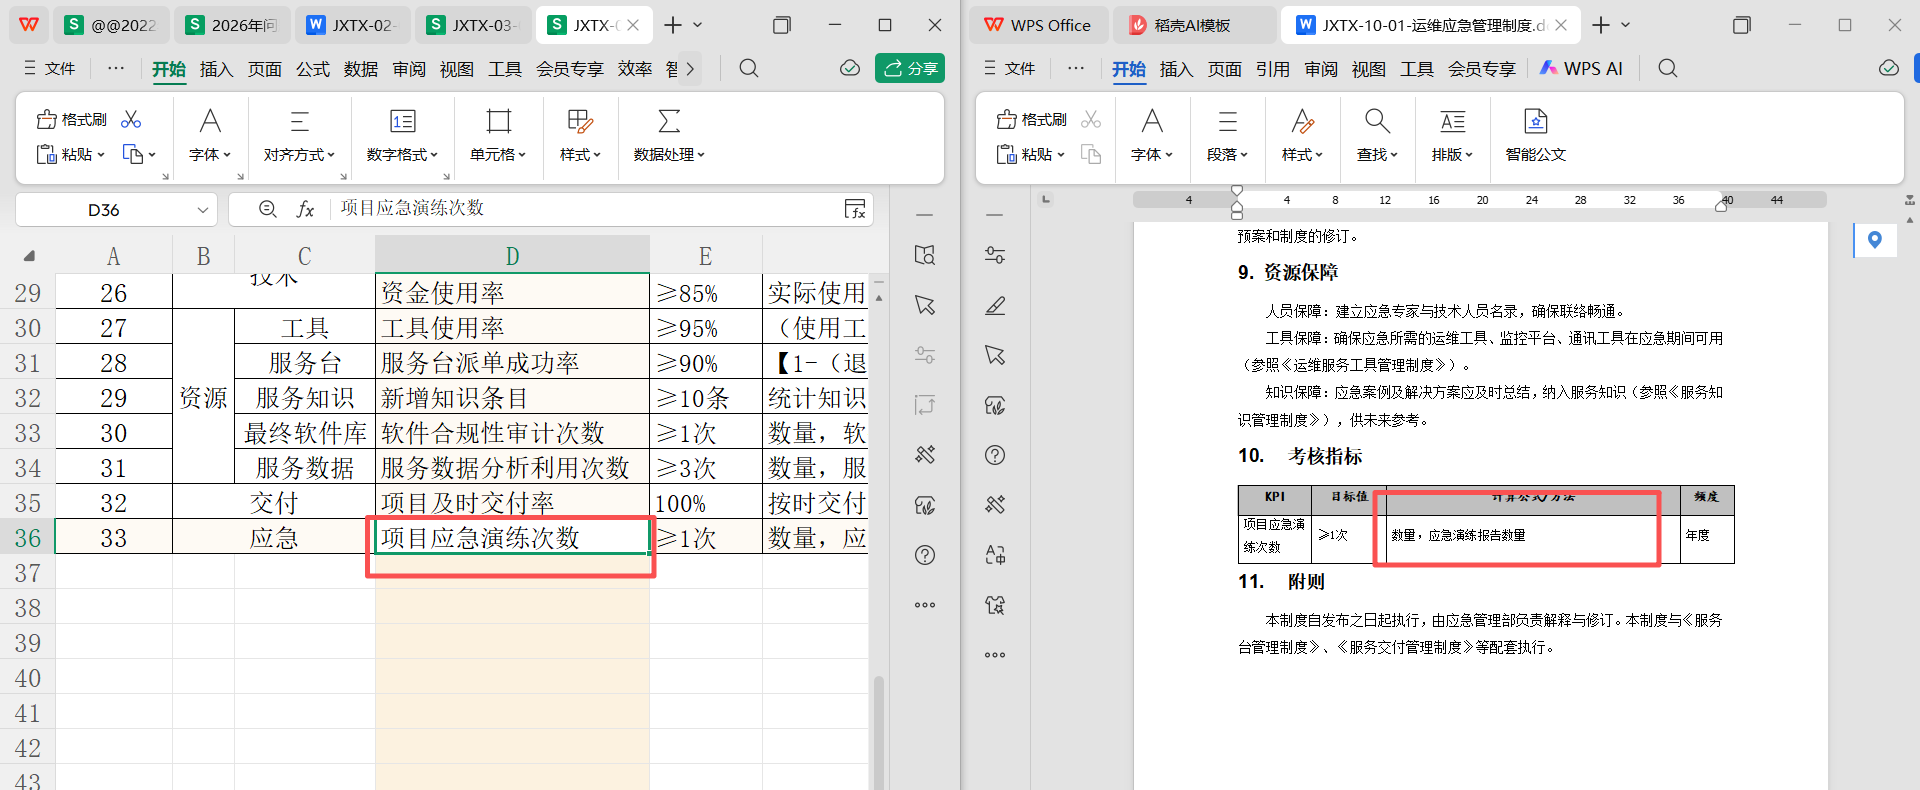 @@2022
2026年问
JXTX-02-
JXTX-03-
JXTX-0
文件
开始
插入
页面
公式
数据
审阅
视图
工具
会员专享
效率
分享
格式刷
粘贴
字体
对齐方式
数字格式
单元格
样式
数据处理
D36
fx
项目应急演练次数
A B C D E
29 26 技术 资金使用率 ≥85% 实际使用
30 27 工具 工具使用率 ≥95% （使用工
31 28 服务台 服务台派单成功率 ≥90% 【1-（退
32 29 资源 服务知识 新增知识条目 ≥10条 统计知识
33 30 最终软件库 软件合规性审计次数 ≥1次 数量，软
34 31 服务数据 服务数据分析利用次数 ≥3次 数量，服
35 32 交付 项目及时交付率 100% 按时交付
36 33 应急 项目应急演练次数 ≥1次 数量，应
37
38
39
40
41
42
43
WPS Office
稻壳AI模板
JXTX-10-01-运维应急管理制度.d
文件
开始
插入
页面
引用
审阅
视图
工具
会员专享
WPS AI
格式刷
粘贴
字体
段落
样式
查找
排版
智能公文
4 4 8 12 16 20 24 28 32 36 40 44
预案和制度的修订。
9. 资源保障
人员保障：建立应急专家与技术人员名录，确保联络畅通。
工具保障：确保应急所需的运维工具、监控平台、通讯工具在应急期间可用
（参照《运维服务工具管理制度》）。
知识保障：应急案例及解决方案应及时总结，纳入服务知识（参照《服务知
识管理制度》），供未来参考。
10. 考核指标
KPI 目标值 计算公式/方法 频度
项目应急演
练次数 ≥1次 数量，应急演练报告数量 年度
11. 附则
本制度自发布之日起执行，由应急管理部负责解释与修订。本制度与《服务
台管理制度》、《服务交付管理制度》等配套执行。